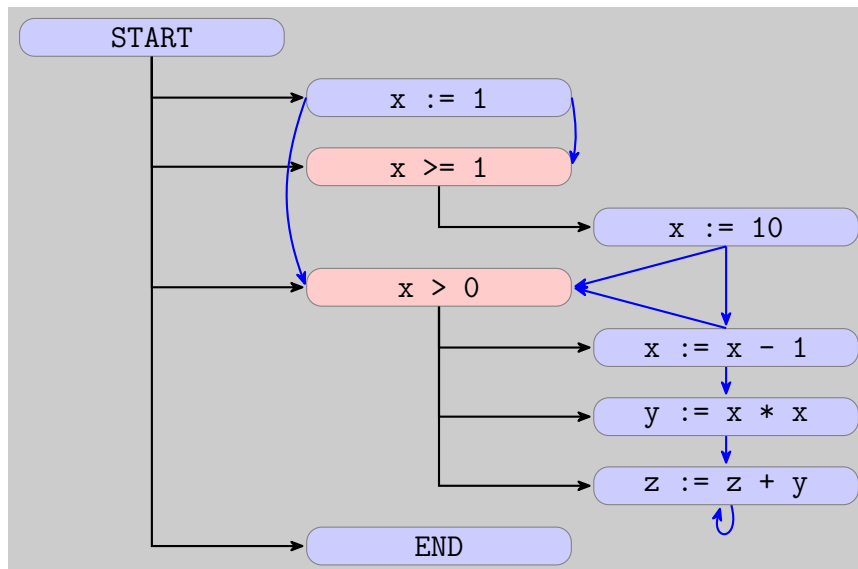 START
x := 1
x >= 1
x := 10
x > 0
x := x - 1
y := x * x
z := z + y
END